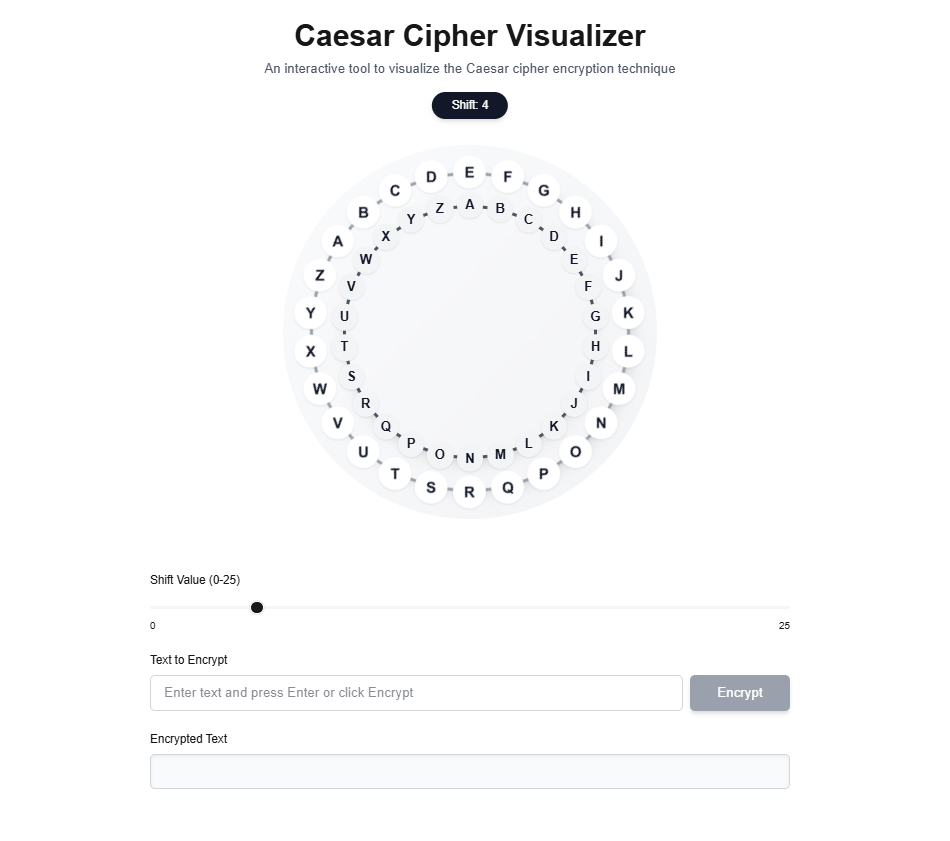 Caesar Cipher Visualizer
An interactive tool to visualize the Caesar cipher encryption technique
Shift: 4
E F G H I J K L M N O P Q R S T U V W X Y Z A B C D
A B C D E F G H I J K L M N O P Q R S T U V W X Y Z
Shift Value (0-25)
0 25
Text to Encrypt
Enter text and press Enter or click Encrypt Encrypt
Encrypted Text